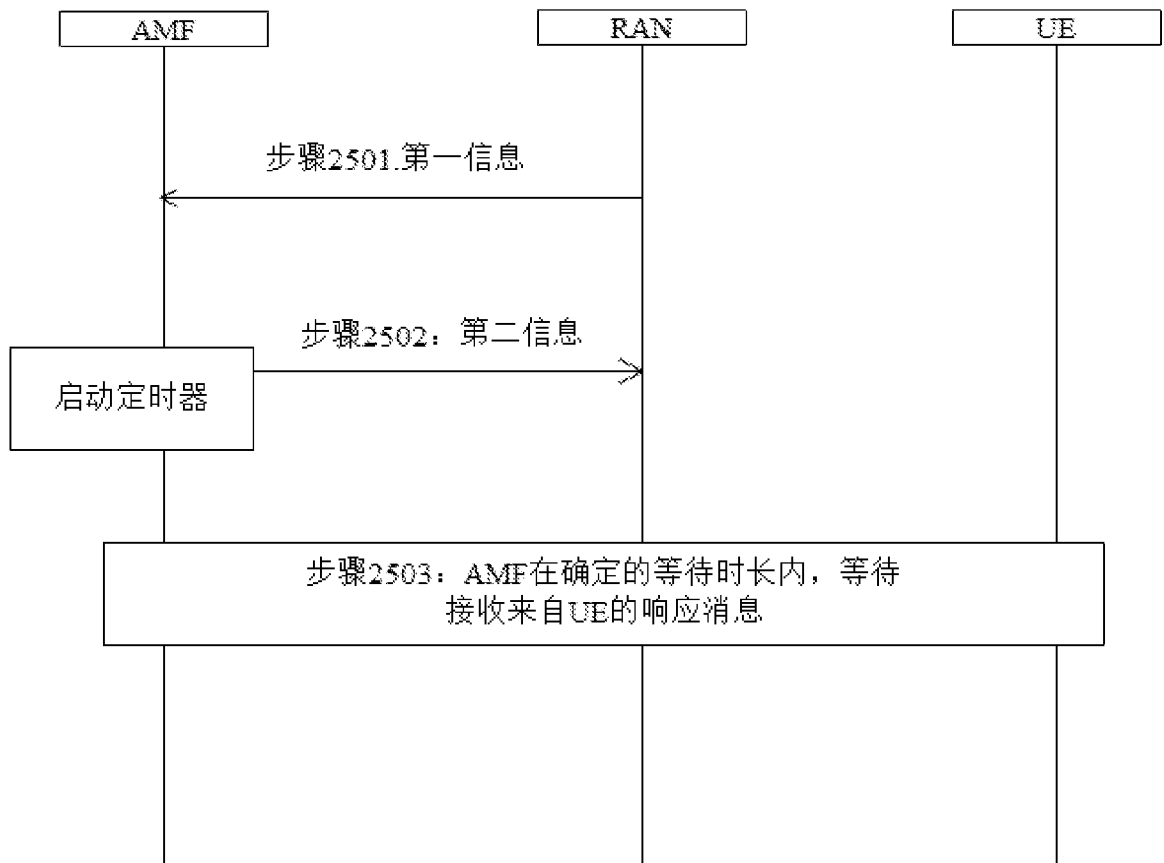 AMF
RAN
UE
步骤2501.第一信息
步骤2502：第二信息
启动定时器
步骤2503：AMF在确定的等待时长内，等待
接收来自UE的响应消息